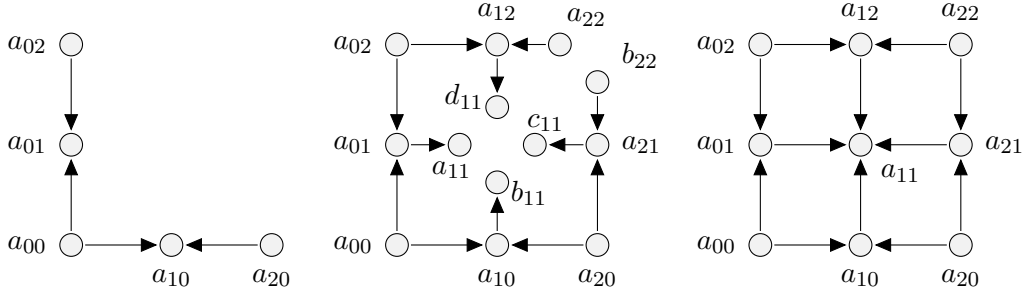 a₀₂
a₀₁
a₀₀
a₁₀
a₂₀
a₁₂
a₂₂
a₀₂
b₂₂
d₁₁
c₁₁
a₀₁
a₁₁
a₂₁
b₁₁
a₀₀
a₁₀
a₂₀
a₁₂
a₂₂
a₀₂
a₀₁
a₂₁
a₁₁
a₀₀
a₁₀
a₂₀